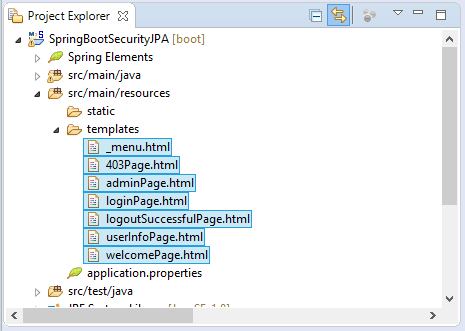 Project Explorer
SpringBootSecurityJPA [boot]
Spring Elements
src/main/java
src/main/resources
static
templates
_menu.html
403Page.html
adminPage.html
loginPage.html
logoutSuccessfulPage.html
userInfoPage.html
welcomePage.html
application.properties
src/test/java